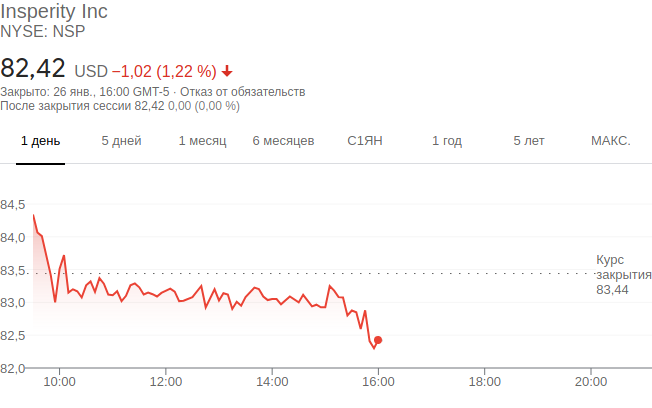 Insperity Inc
NYSE: NSP
82,42 USD −1,02 (1,22 %)
Закрыто: 26 янв., 16:00 GMT-5 · Отказ от обязательств
После закрытия сессии 82,42 0,00 (0,00 %)
1 день 5 дней 1 месяц 6 месяцев С1ЯН 1 год 5 лет МАКС.
84,5
84,0
83,5
83,0
82,5
82,0
Курс
закрытия
83,44
10:00 12:00 14:00 16:00 18:00 20:00